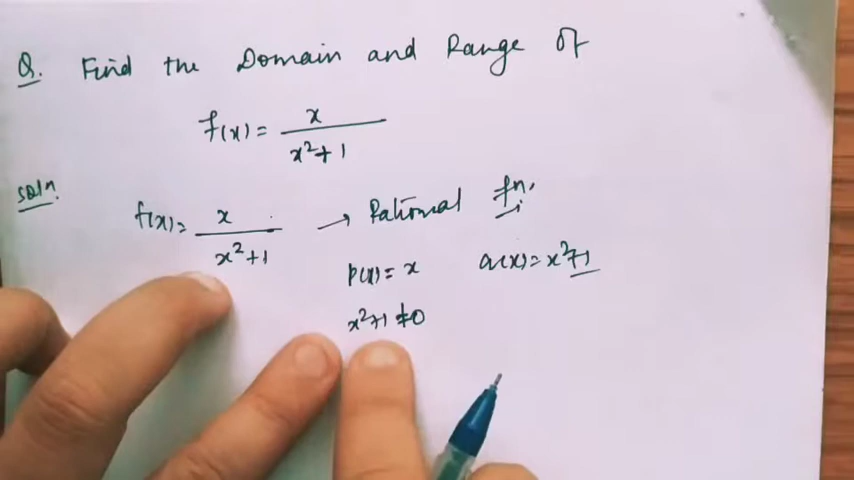 Q. Find the Domain and Range Of
f(x) = x / x²+1
Soln.
f(x) = x / x²+1 → Rational fn.
p(x) = x q(x) = x²+1
x²+1 ≠ 0